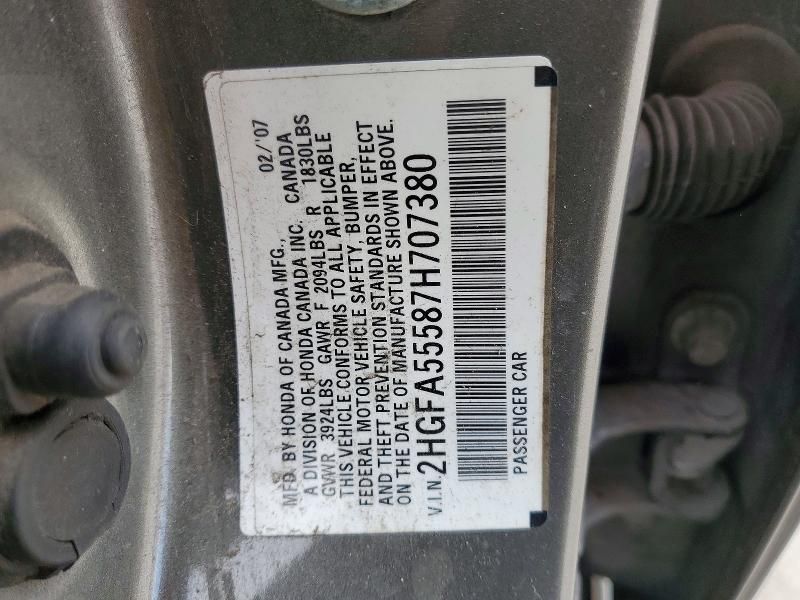 MFD. BY HONDA OF CANADA MFG., 02/'07
A DIVISION OF HONDA CANADA INC. CANADA
GVWR 3924LBS GAWR F 2094LBS R 1830LBS
THIS VEHICLE CONFORMS TO ALL APPLICABLE
FEDERAL MOTOR VEHICLE SAFETY, BUMPER,
AND THEFT PREVENTION STANDARDS IN EFFECT
ON THE DATE OF MANUFACTURE SHOWN ABOVE.
V.I.N. 2HGFA55587H707380
PASSENGER CAR